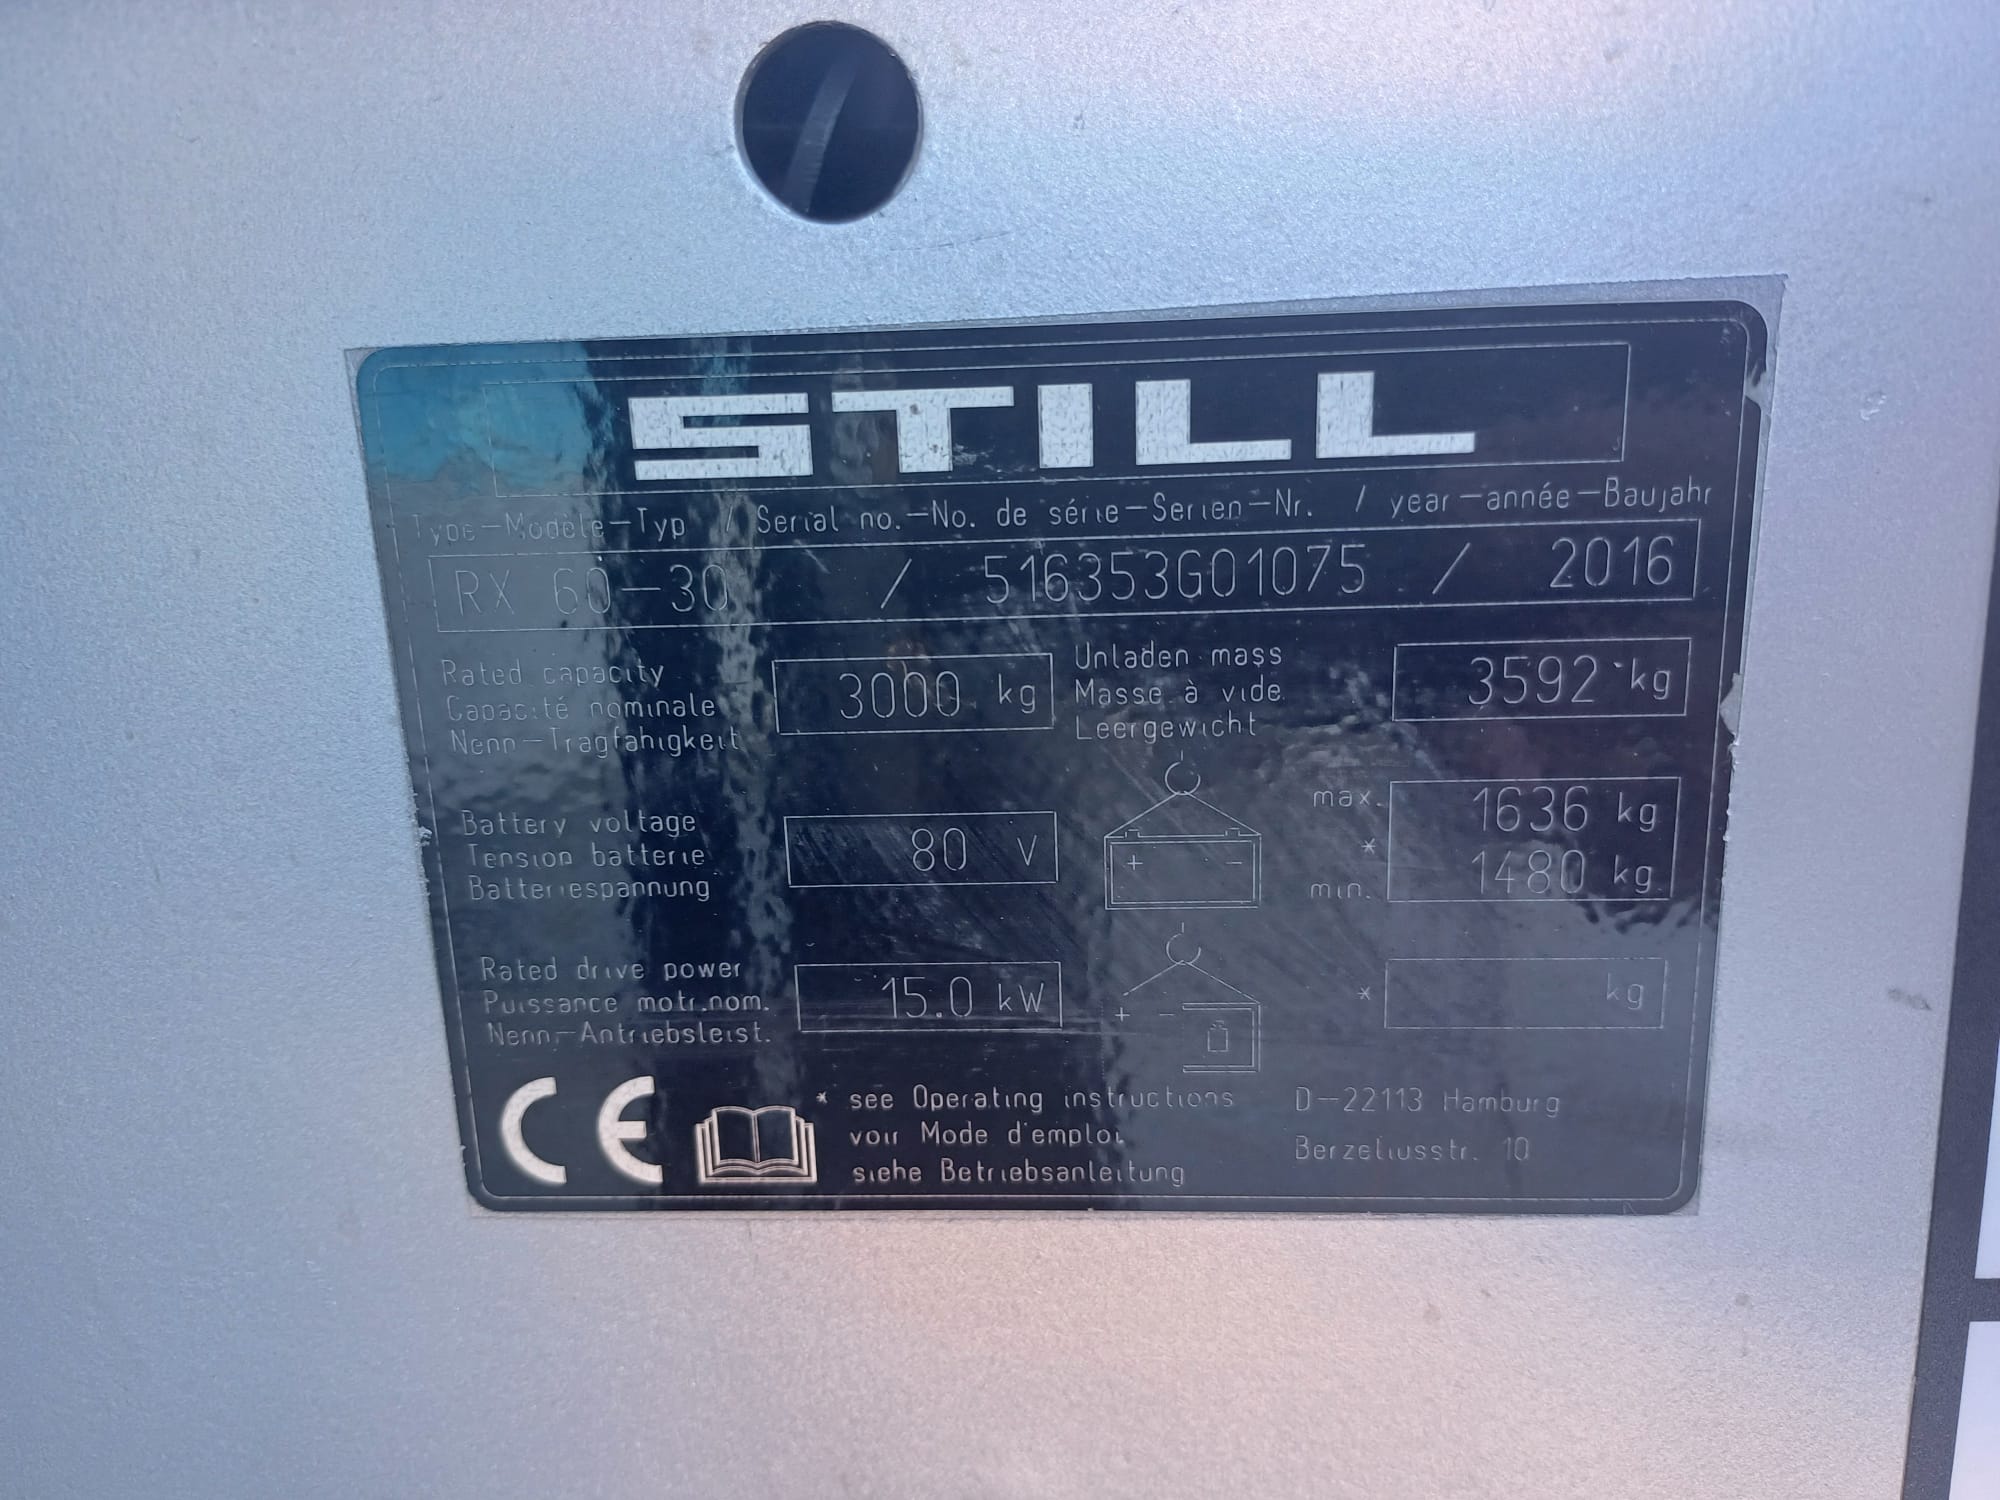 STILL
Type-Modèle-Typ / Serial no.-No. de série-Serien-Nr. / year-année-Baujahr
RX 60-30 / 516353G01075 / 2016
Rated capacity
Capacité nominale
Nenn-Tragfähigkeit
3000 kg
Unladen mass
Masse à vide
Leergewicht
3592 kg
Battery voltage
Tension batterie
Batteriespannung
80 V
+ -
max. 1636 kg
*
min. 1480 kg
Rated drive power
Puissance motr.nom.
Nenn-Antriebsleist.
15.0 kW
+ -
* kg
CE
* see Operating instructions
voir Mode d'emploi
siehe Betriebsanleitung
D-22113 Hamburg
Berzeliusstr. 10